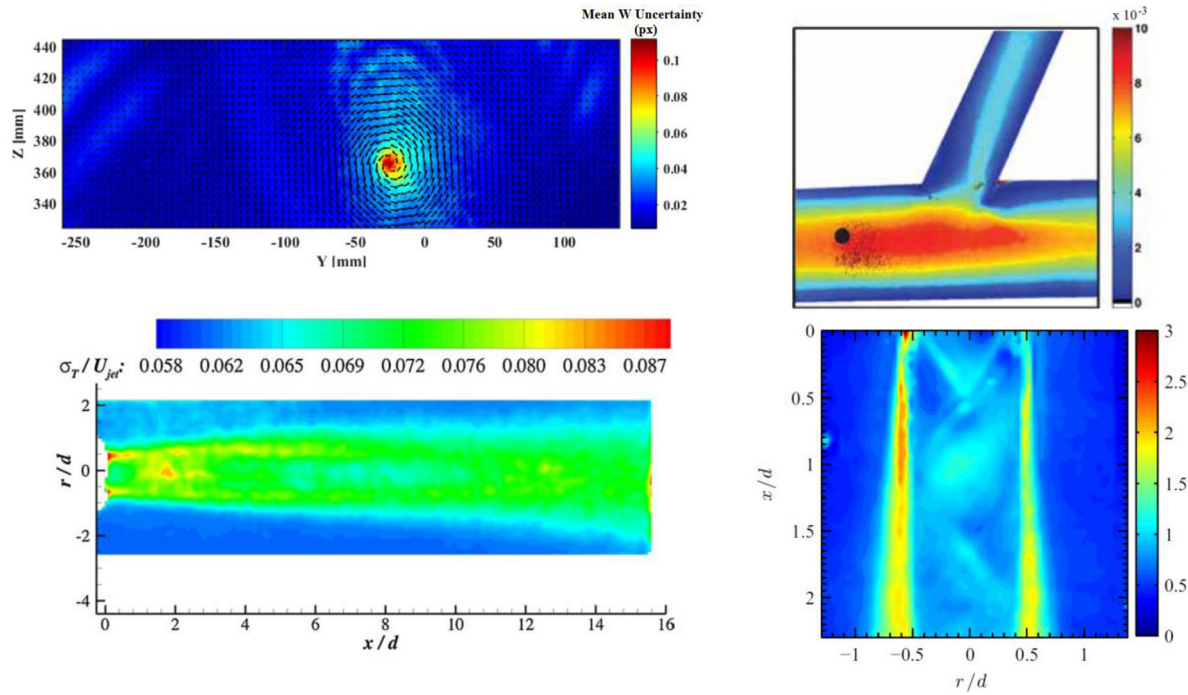 Mean W Uncertainty
(px)
440
420
400
380
360
340
Z [mm]
-250 -200 -150 -100 -50 0 50 100
Y [mm]
0.1
0.08
0.06
0.04
0.02
x 10⁻³
10
8
6
4
2
0
σT / Ujet: 0.058 0.062 0.065 0.069 0.072 0.076 0.080 0.083 0.087
2
0
-2
-4
r / d
0 2 4 6 8 10 12 14 16
x / d
0
0.5
1
1.5
2
x / d
−1 −0.5 0 0.5 1
r / d
3
2.5
2
1.5
1
0.5
0